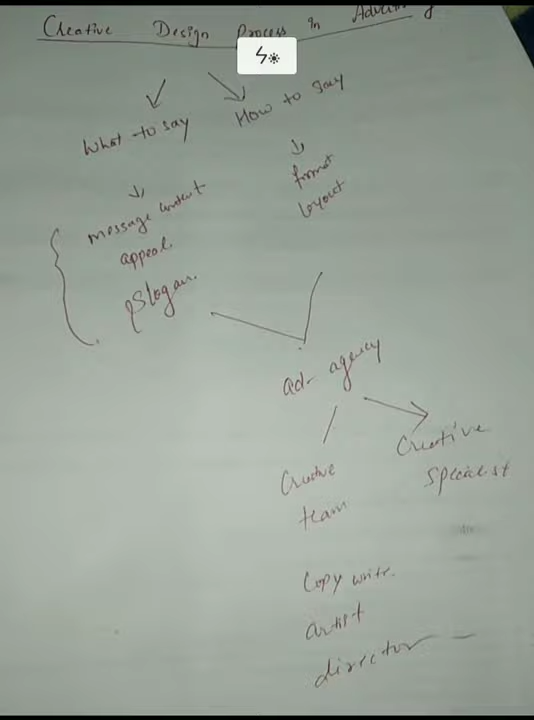 Creative Design Process in
What to say
How to say
message content
appeal.
Slogan.
format
layout
ad- agency
Creative
team
Creative
Specialist
Copy write.
artist
director